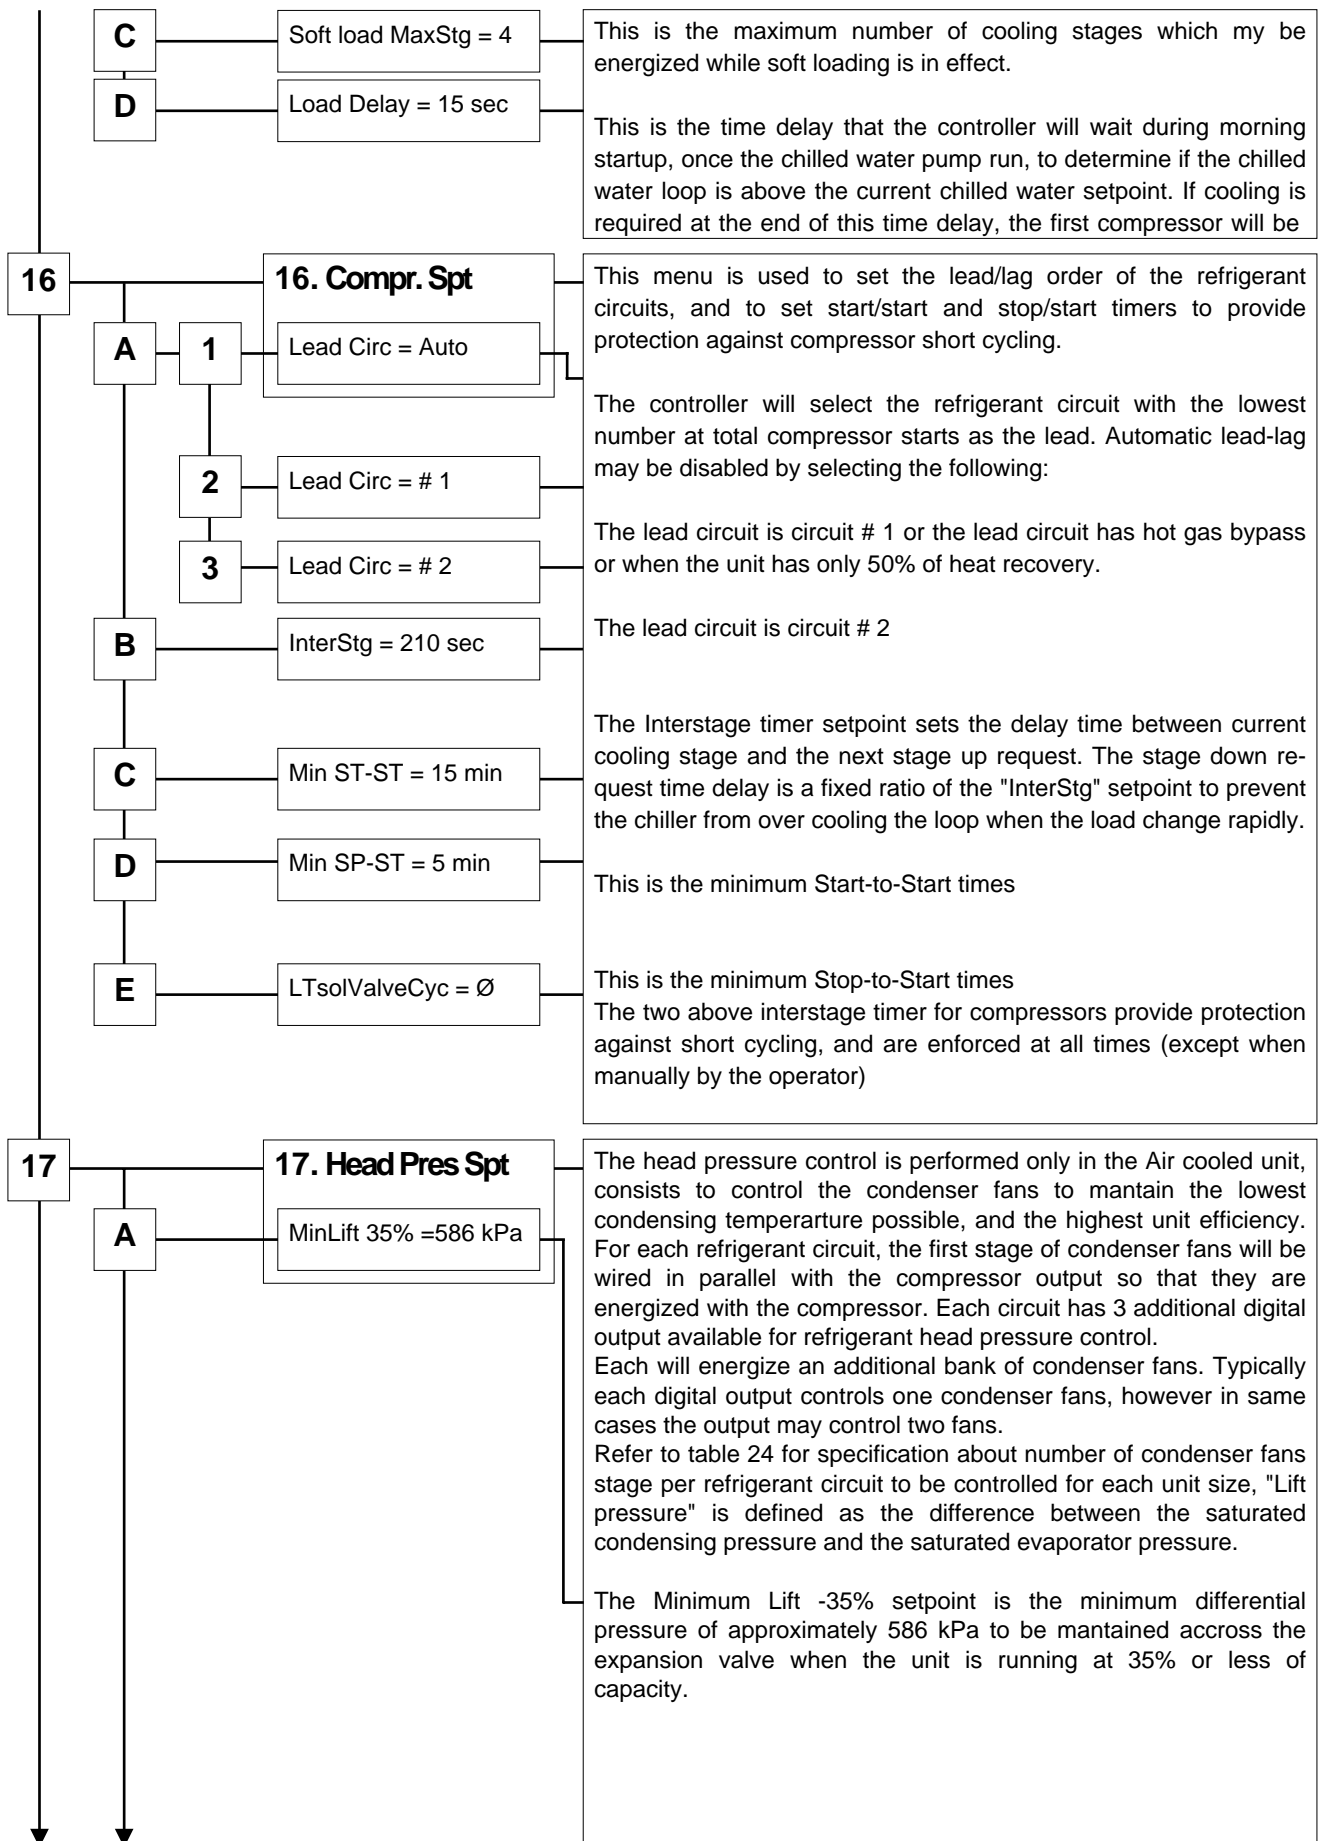 C
Soft load MaxStg = 4
This is the maximum number of cooling stages which my be
energized while soft loading is in effect.
D
Load Delay = 15 sec
This is the time delay that the controller will wait during morning
startup, once the chilled water pump run, to determine if the chilled
water loop is above the current chilled water setpoint. If cooling is
required at the end of this time delay, the first compressor will be
16
16. Compr. Spt
This menu is used to set the lead/lag order of the refrigerant
circuits, and to set start/start and stop/start timers to provide
protection against compressor short cycling.
A
1
Lead Circ = Auto
The controller will select the refrigerant circuit with the lowest
number at total compressor starts as the lead. Automatic lead-lag
may be disabled by selecting the following:
2
Lead Circ = # 1
The lead circuit is circuit # 1 or the lead circuit has hot gas bypass
or when the unit has only 50% of heat recovery.
3
Lead Circ = # 2
The lead circuit is circuit # 2
B
InterStg = 210 sec
The Interstage timer setpoint sets the delay time between current
cooling stage and the next stage up request. The stage down re-
quest time delay is a fixed ratio of the "InterStg" setpoint to prevent
the chiller from over cooling the loop when the load change rapidly.
C
Min ST-ST = 15 min
This is the minimum Start-to-Start times
D
Min SP-ST = 5 min
This is the minimum Stop-to-Start times
The two above interstage timer for compressors provide protection
against short cycling, and are enforced at all times (except when
manually by the operator)
E
LTsolValveCyc = Ø
17
17. Head Pres Spt
The head pressure control is performed only in the Air cooled unit,
consists to control the condenser fans to mantain the lowest
condensing temperarture possible, and the highest unit efficiency.
For each refrigerant circuit, the first stage of condenser fans will be
wired in parallel with the compressor output so that they are
energized with the compressor. Each circuit has 3 additional digital
output available for refrigerant head pressure control.
Each will energize an additional bank of condenser fans. Typically
each digital output controls one condenser fans, however in same
cases the output may control two fans.
Refer to table 24 for specification about number of condenser fans
stage per refrigerant circuit to be controlled for each unit size, "Lift
pressure" is defined as the difference between the saturated
condensing pressure and the saturated evaporator pressure.
A
MinLift 35% =586 kPa
The Minimum Lift -35% setpoint is the minimum differential
pressure of approximately 586 kPa to be mantained accross the
expansion valve when the unit is running at 35% or less of
capacity.